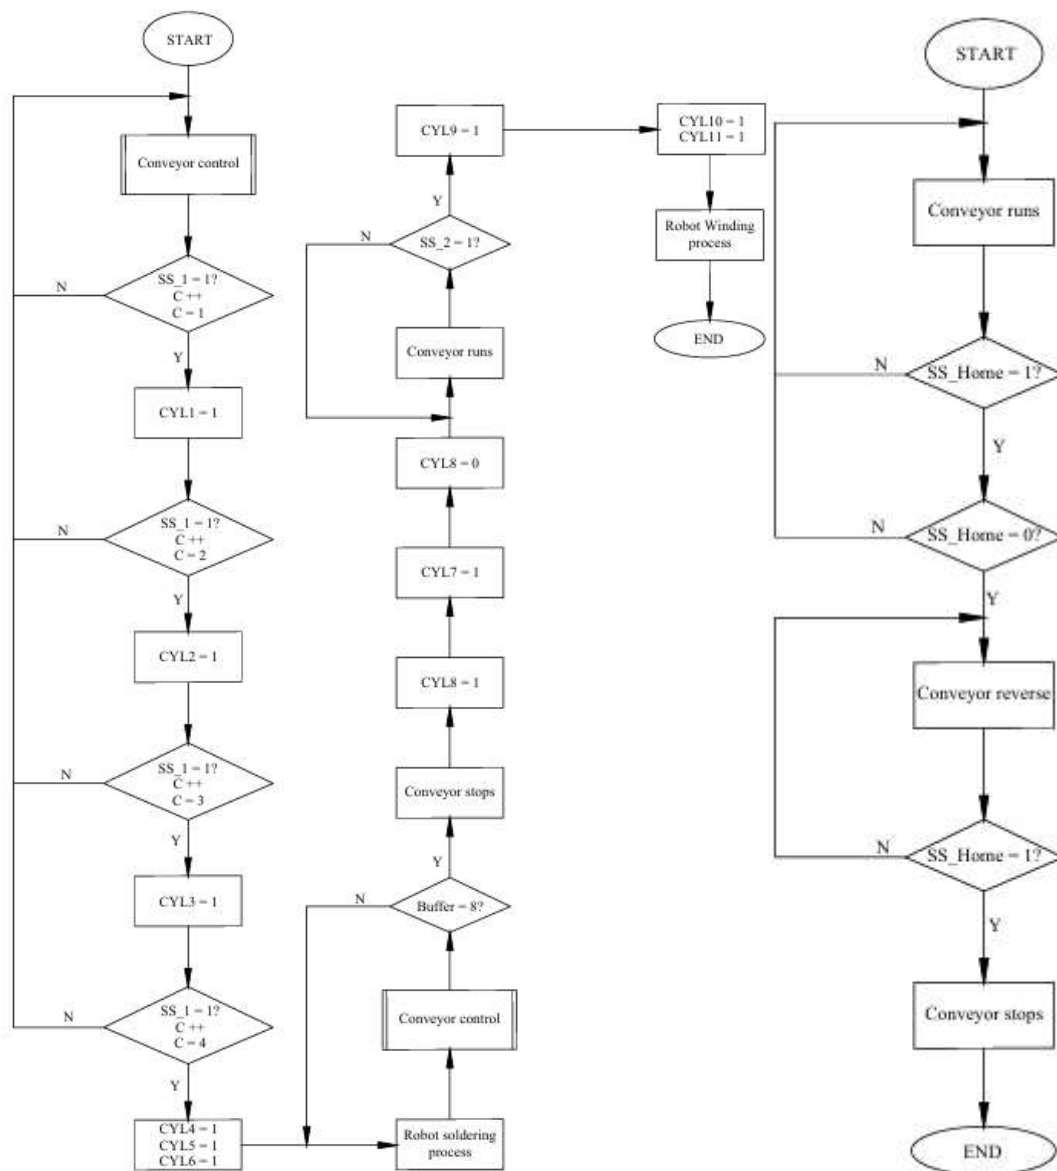 START
Conveyor control
SS_1 = 1?
C ++
C = 1
N
Y
CYL1 = 1
SS_1 = 1?
C ++
C = 2
N
Y
CYL2 = 1
SS_1 = 1?
C ++
C = 3
N
Y
CYL3 = 1
SS_1 = 1?
C ++
C = 4
N
Y
CYL4 = 1
CYL5 = 1
CYL6 = 1
Robot soldering
process
Conveyor control
Buffer = 8?
N
Y
Conveyor stops
CYL8 = 1
CYL7 = 1
CYL8 = 0
Conveyor runs
SS_2 = 1?
N
Y
CYL9 = 1
CYL10 = 1
CYL11 = 1
Robot Winding
process
END
START
Conveyor runs
SS_Home = 1?
N
Y
SS_Home = 0?
N
Y
Conveyor reverse
SS_Home = 1?
N
Y
Conveyor stops
END